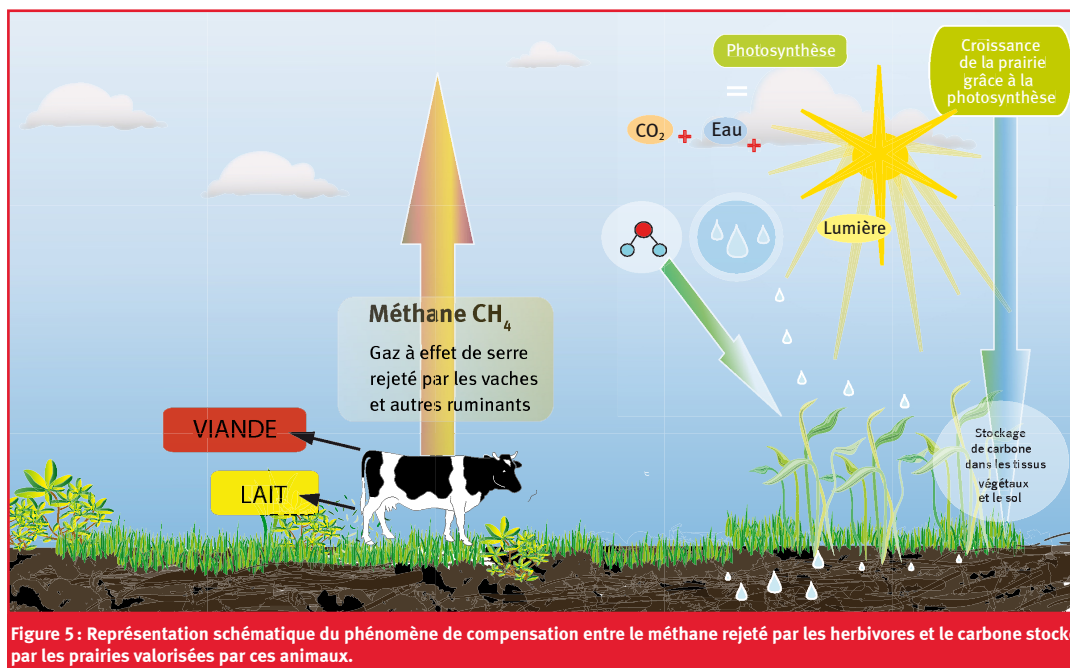 Photosynthèse
=
CO₂ + Eau +
Lumière
Croissance
de la prairie
grâce à la
photosynthèse
Méthane CH₄
Gaz à effet de serre
rejeté par les vaches
et autres ruminants
VIANDE
LAIT
Stockage
de carbone
dans les tissus
végétaux
et le sol
Figure 5 : Représentation schématique du phénomène de compensation entre le méthane rejeté par les herbivores et le carbone stock
par les prairies valorisées par ces animaux.